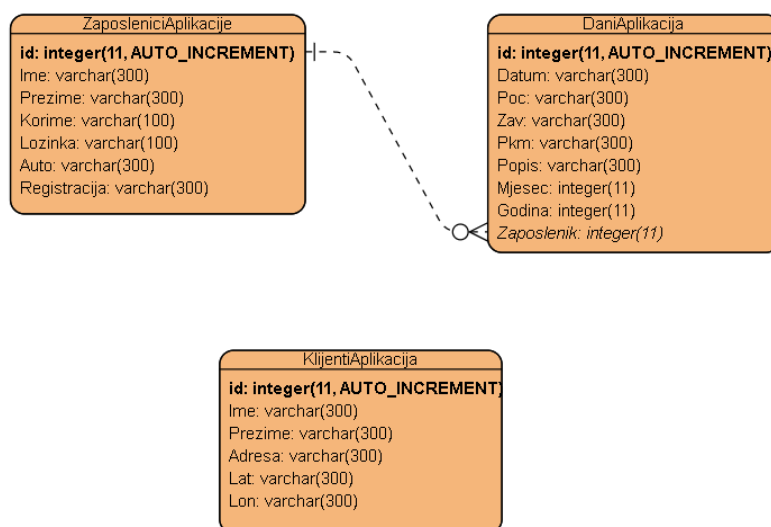 ZaposleniciAplikacije
id: integer(11, AUTO_INCREMENT)
Ime: varchar(300)
Prezime: varchar(300)
Korime: varchar(100)
Lozinka: varchar(100)
Auto: varchar(300)
Registracija: varchar(300)
DaniAplikacija
id: integer(11, AUTO_INCREMENT)
Datum: varchar(300)
Poc: varchar(300)
Zav: varchar(300)
Pkm: varchar(300)
Popis: varchar(300)
Mjesec: integer(11)
Godina: integer(11)
Zaposlenik: integer(11)
KlijentiAplikacija
id: integer(11, AUTO_INCREMENT)
Ime: varchar(300)
Prezime: varchar(300)
Adresa: varchar(300)
Lat: varchar(300)
Lon: varchar(300)